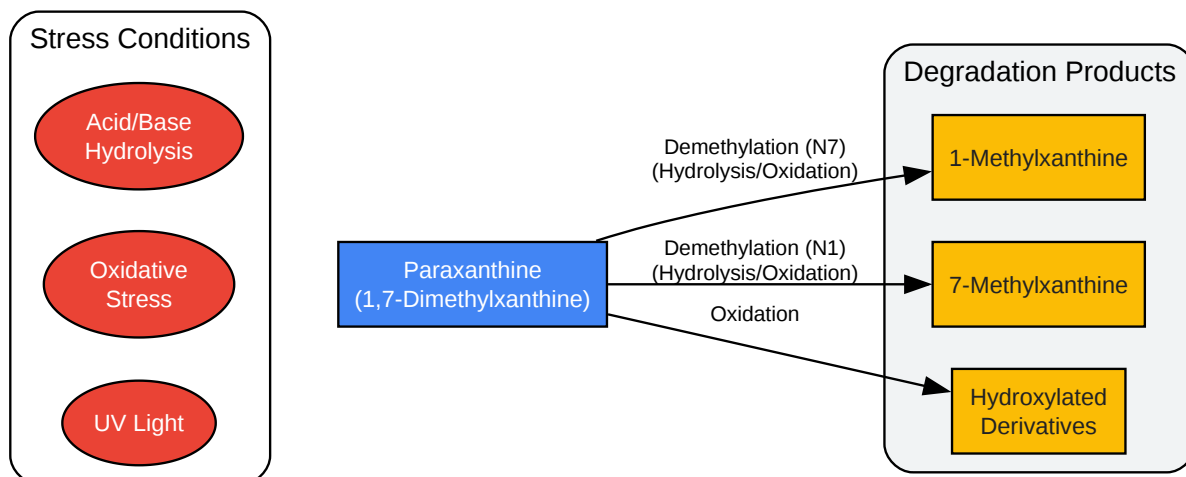 Stress Conditions
Acid/Base
Hydrolysis
Oxidative
Stress
UV Light
Paraxanthine
(1,7-Dimethylxanthine)
Demethylation (N7)
(Hydrolysis/Oxidation)
Demethylation (N1)
(Hydrolysis/Oxidation)
Oxidation
Degradation Products
1-Methylxanthine
7-Methylxanthine
Hydroxylated
Derivatives